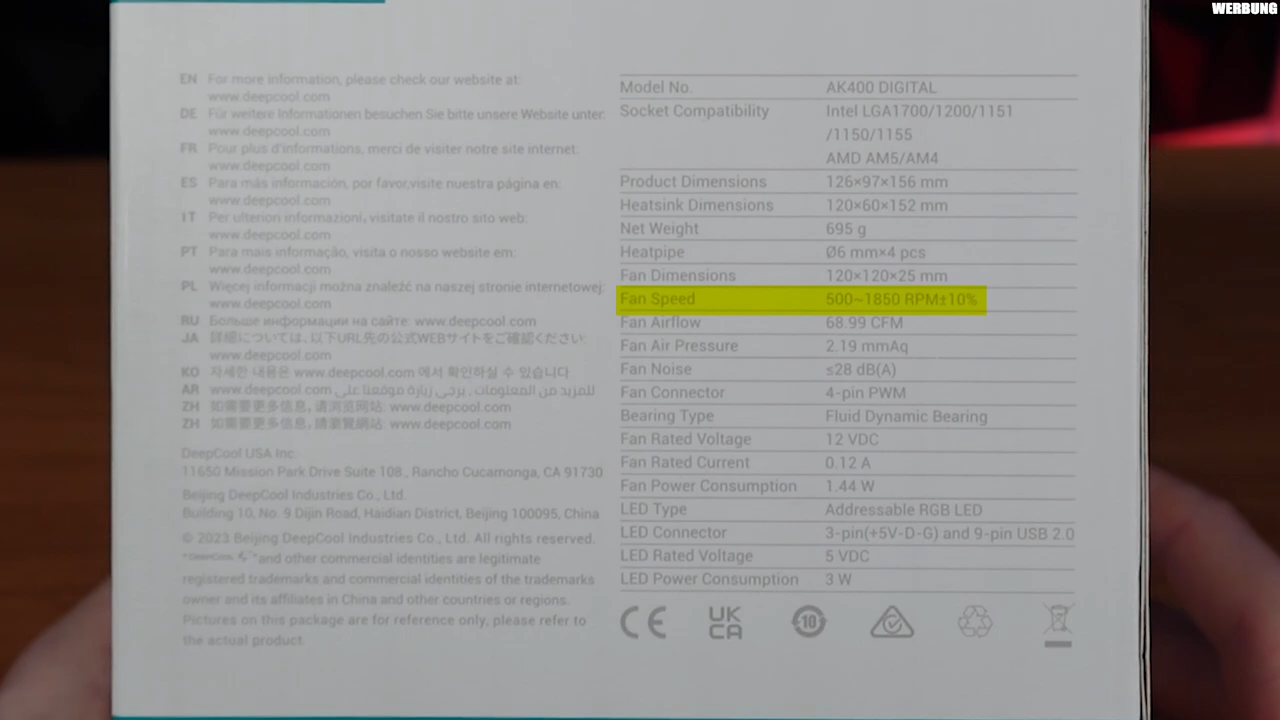 WERBUNG
EN For more information, please check our website at:
www.deepcool.com
DE Für weitere Informationen besuchen Sie bitte unsere Website unter:
www.deepcool.com
FR Pour plus d'informations, merci de visiter notre site internet:
www.deepcool.com
ES Para más información, por favor,visite nuestra página en:
www.deepcool.com
IT Per ulteriori informazioni, visitate il nostro sito web:
www.deepcool.com
PT Para mais informação, visita o nosso website em:
www.deepcool.com
PL Więcej informacji można znaleźć na naszej stronie internetowej:
www.deepcool.com
RU Больше информации на сайте: www.deepcool.com
JA 詳細については、以下URL先の公式WEBサイトをご確認ください:
www.deepcool.com
KO 자세한 내용은 www.deepcool.com 에서 확인하실 수 있습니다
AR للمزيد من المعلومات , يرجى زيارة موقعنا على www.deepcool.com
ZH 如需要更多信息, 请浏览网站: www.deepcool.com
ZH 如需要更多信息, 請瀏覽網站: www.deepcool.com
DeepCool USA Inc.
11650 Mission Park Drive Suite 108 , Rancho Cucamonga, CA 91730
Beijing DeepCool Industries Co., Ltd.
Building 10, No. 9 Dijin Road, Haidian District, Beijing 100095, China
© 2023 Beijing DeepCool Industries Co., Ltd. All rights reserved.
"DeepCool" and other commercial identities are legitimate
registered trademarks and commercial identities of the trademarks
owner and its affiliates in China and other countries or regions.
Pictures on this package are for reference only, please refer to
the actual product.
Model No. AK400 DIGITAL
Socket Compatibility Intel LGA1700/1200/1151
/1150/1155
AMD AM5/AM4
Product Dimensions 126×97×156 mm
Heatsink Dimensions 120×60×152 mm
Net Weight 695 g
Heatpipe Ø6 mm×4 pcs
Fan Dimensions 120×120×25 mm
Fan Speed 500~1850 RPM±10%
Fan Airflow 68.99 CFM
Fan Air Pressure 2.19 mmAq
Fan Noise ≤28 dB(A)
Fan Connector 4-pin PWM
Bearing Type Fluid Dynamic Bearing
Fan Rated Voltage 12 VDC
Fan Rated Current 0.12 A
Fan Power Consumption 1.44 W
LED Type Addressable RGB LED
LED Connector 3-pin(+5V-D-G) and 9-pin USB 2.0
LED Rated Voltage 5 VDC
LED Power Consumption 3 W
CE UK CA 10